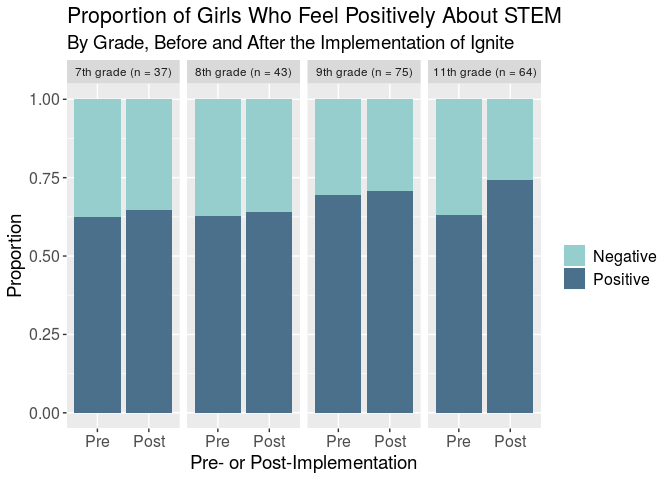 Proportion of Girls Who Feel Positively About STEM
By Grade, Before and After the Implementation of Ignite
7th grade (n = 37)
8th grade (n = 43)
9th grade (n = 75)
11th grade (n = 64)
1.00
0.75
0.50
0.25
0.00
Proportion
Pre
Post
Pre
Post
Pre
Post
Pre
Post
Pre- or Post-Implementation
Negative
Positive